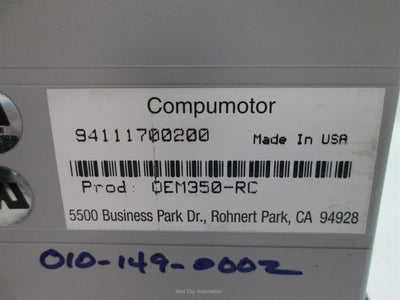 Compumotor
94111700200 Made In USA
Prod: OEM350-RC
5500 Business Park Dr., Rohnert Park, CA 94928
010-149-0002
Next Day Automation